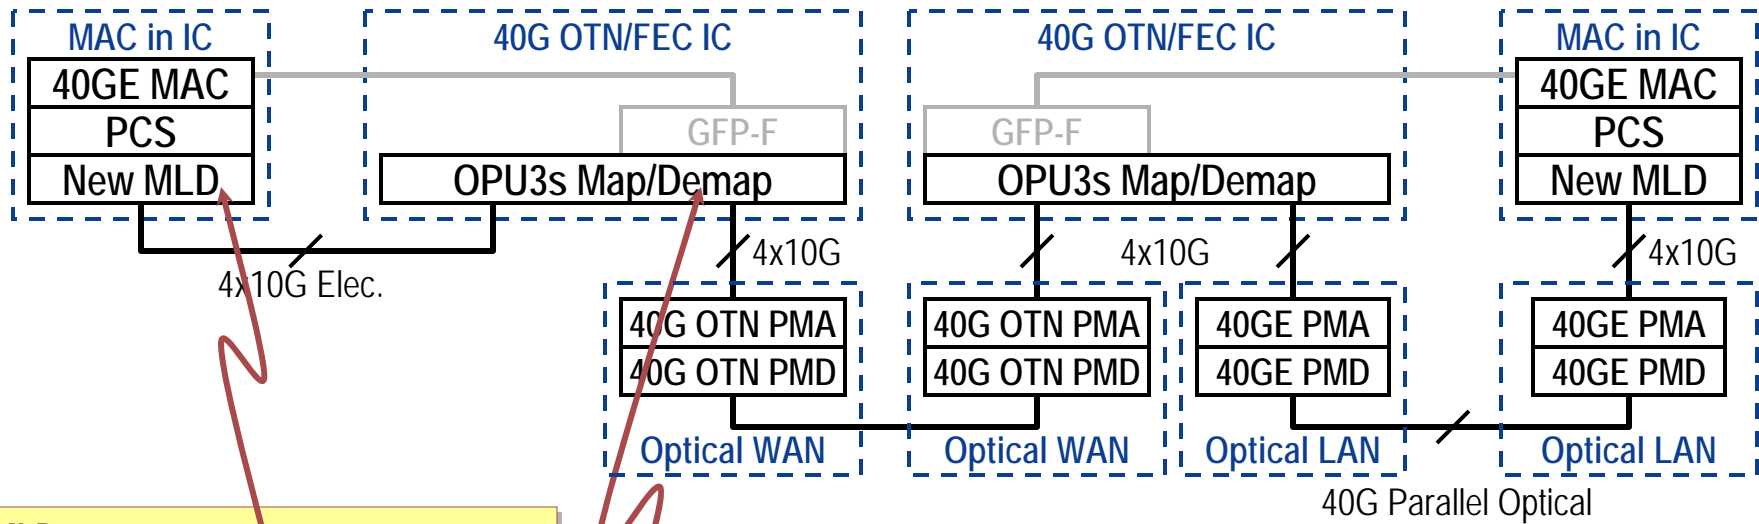 MAC in IC
40G OTN/FEC IC
40G OTN/FEC IC
MAC in IC
40GE MAC
40GE MAC
GFP-F
GFP-F
PCS
PCS
New MLD
OPU3s Map/Demap
OPU3s Map/Demap
New MLD
4x10G Elec.
4x10G
4x10G
4x10G
40G OTN PMA
40G OTN PMA
40GE PMA
40GE PMA
40G OTN PMD
40G OTN PMD
40GE PMD
40GE PMD
Optical WAN
Optical WAN
Optical LAN
Optical LAN
40G Parallel Optical